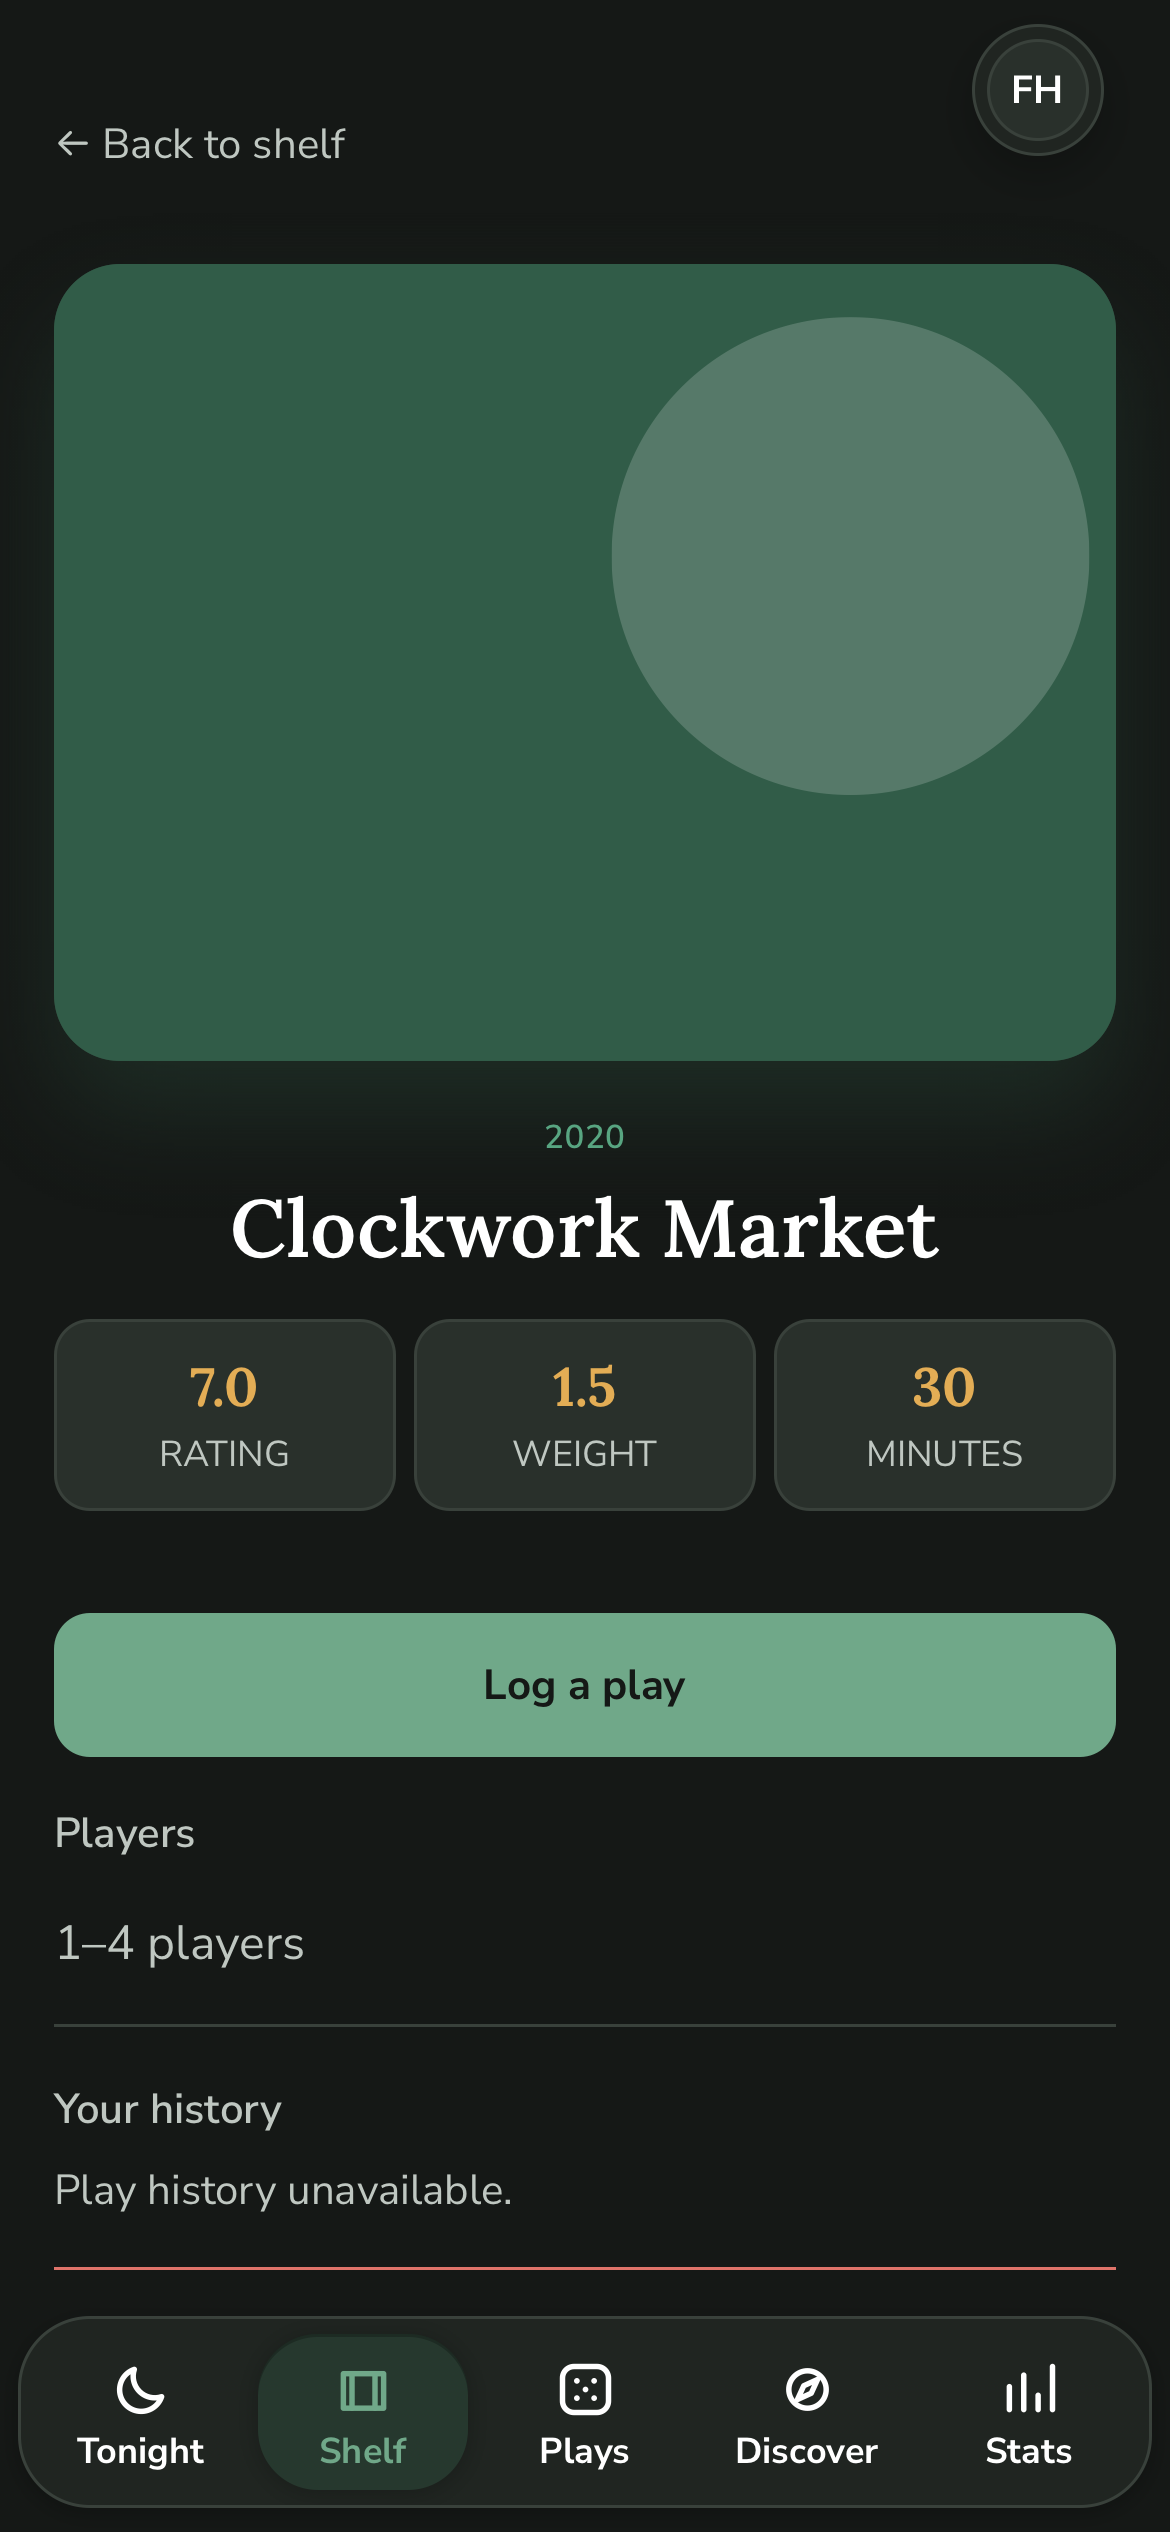 FH
← Back to shelf
2020
Clockwork Market
7.0
RATING
1.5
WEIGHT
30
MINUTES
Log a play
Players
1–4 players
Your history
Play history unavailable.
Tonight
Shelf
Plays
Discover
Stats